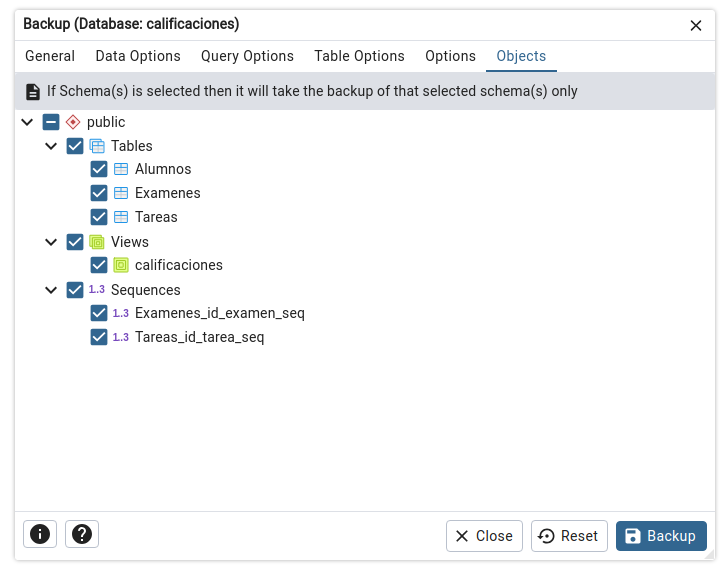 Backup (Database: calificaciones)
General Data Options Query Options Table Options Options Objects
If Schema(s) is selected then it will take the backup of that selected schema(s) only
public
Tables
Alumnos
Examenes
Tareas
Views
calificaciones
1..3 Sequences
1..3 Examenes_id_examen_seq
1..3 Tareas_id_tarea_seq
Close Reset Backup